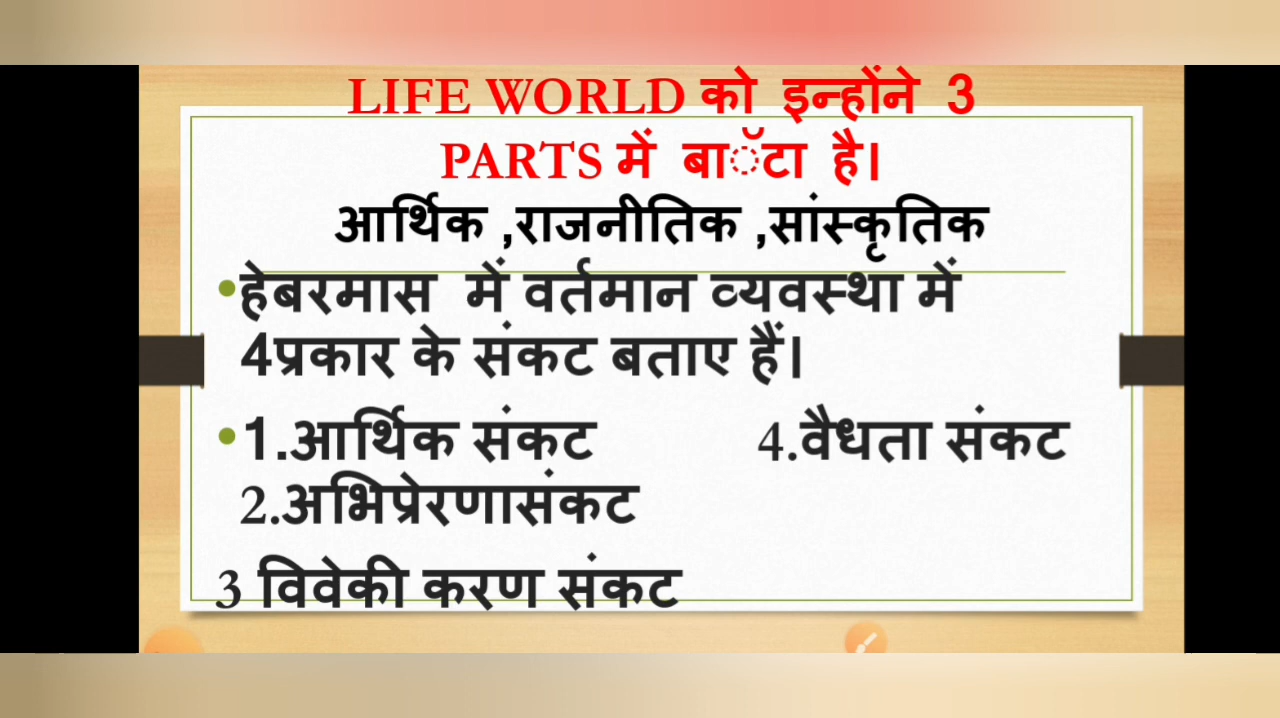 LIFE WORLD को इन्होंने 3
PARTS में बाॅटा है।
आर्थिक ,राजनीतिक ,सांस्कृतिक
•हेबरमास में वर्तमान व्यवस्था में
4प्रकार के संकट बताए हैं।
•1.आर्थिक संकट 4.वैधता संकट
2.अभिप्रेरणासंकट
3 विवेकी करण संकट